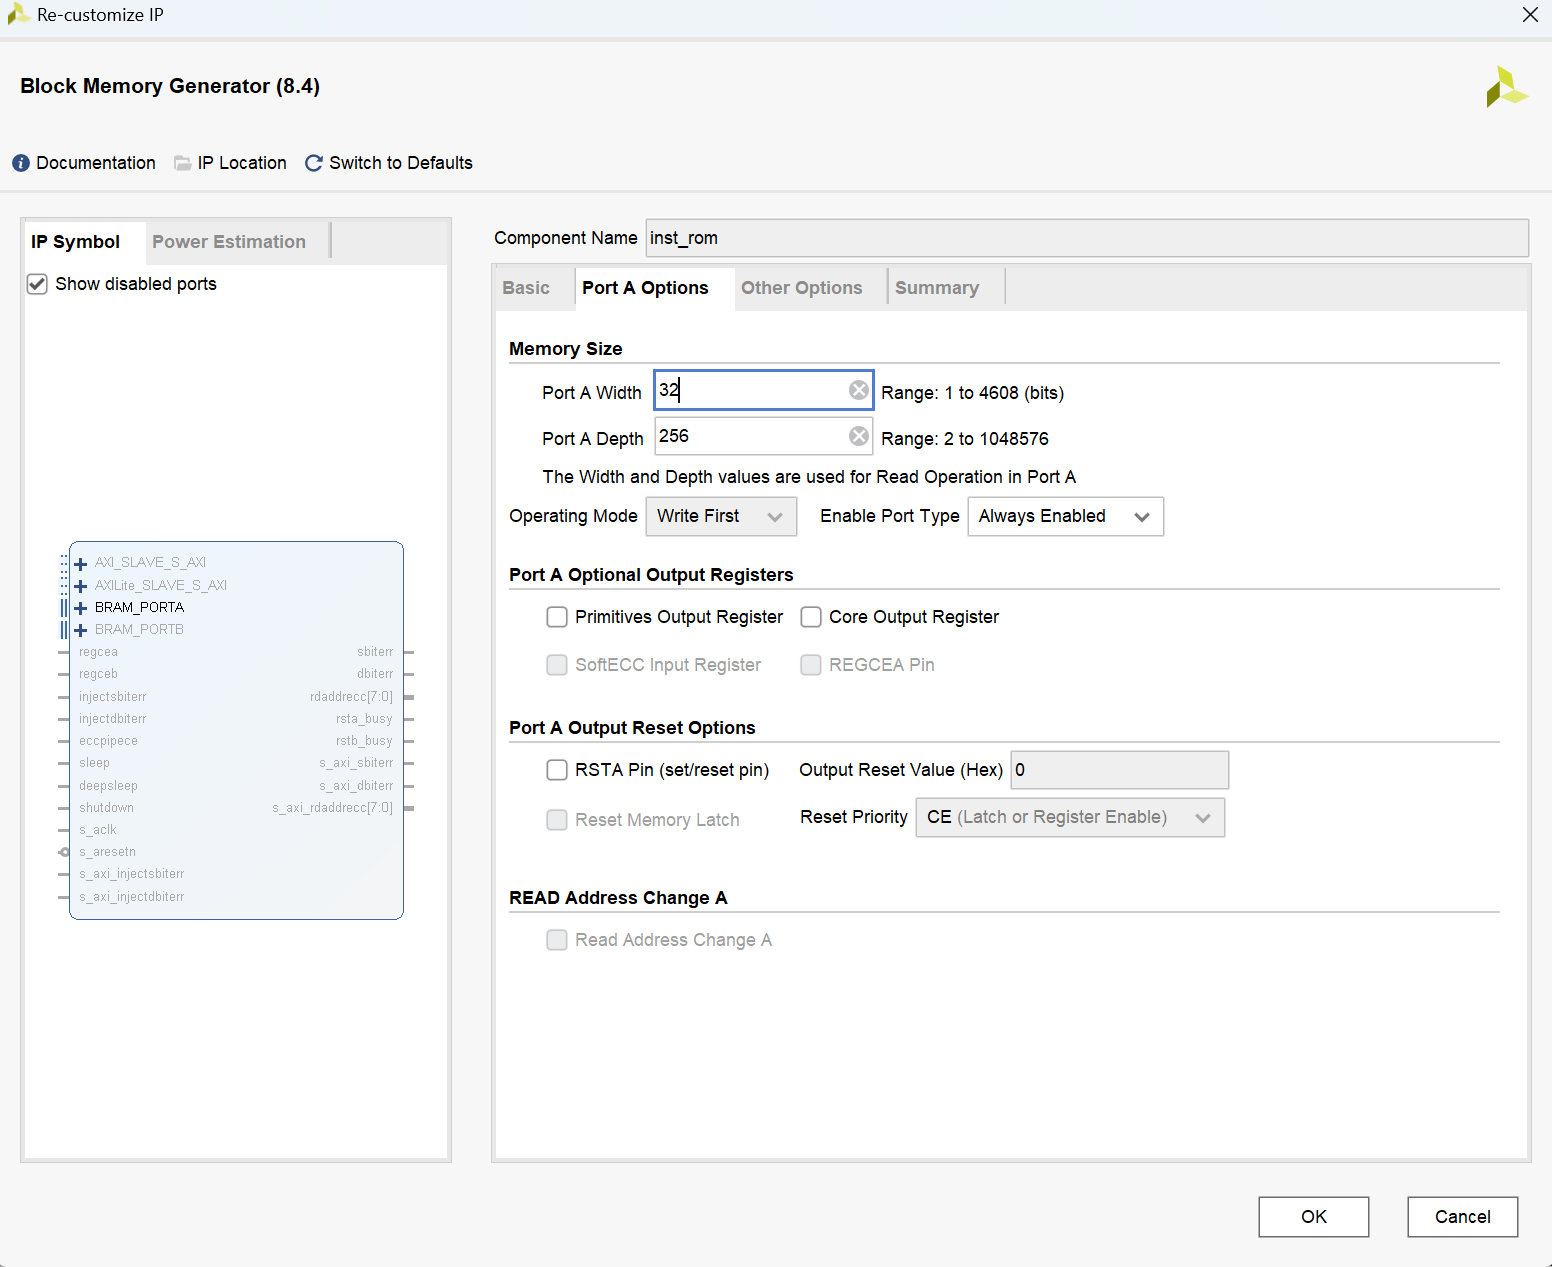 Re-customize IP
Block Memory Generator (8.4)
Documentation IP Location Switch to Defaults
IP Symbol Power Estimation
Show disabled ports
AXI_SLAVE_S_AXI
AXILite_SLAVE_S_AXI
BRAM_PORTA
BRAM_PORTB
regcea sbiterr
regceb dbiterr
injectsbiterr rdaddrecc[7:0]
injectdbiterr rsta_busy
eccpipece rstb_busy
sleep s_axi_sbiterr
deepsleep s_axi_dbiterr
shutdown s_axi_rdaddrecc[7:0]
s_aclk
s_aresetn
s_axi_injectsbiterr
s_axi_injectdbiterr
Component Name inst_rom
Basic Port A Options Other Options Summary
Memory Size
Port A Width 32 Range: 1 to 4608 (bits)
Port A Depth 256 Range: 2 to 1048576
The Width and Depth values are used for Read Operation in Port A
Operating Mode Write First Enable Port Type Always Enabled
Port A Optional Output Registers
Primitives Output Register Core Output Register
SoftECC Input Register REGCEA Pin
Port A Output Reset Options
RSTA Pin (set/reset pin) Output Reset Value (Hex) 0
Reset Memory Latch Reset Priority CE (Latch or Register Enable)
READ Address Change A
Read Address Change A
OK Cancel